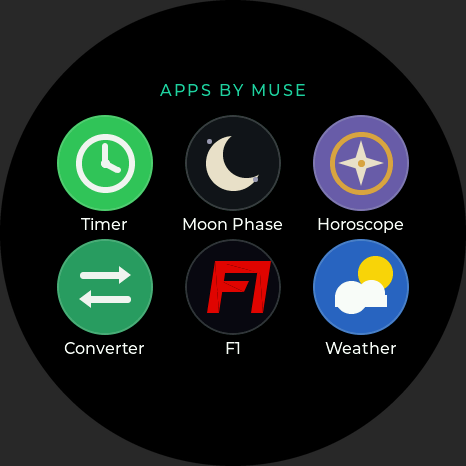 APPS BY MUSE
Timer
Moon Phase
Horoscope
F1
Converter
F1
Weather